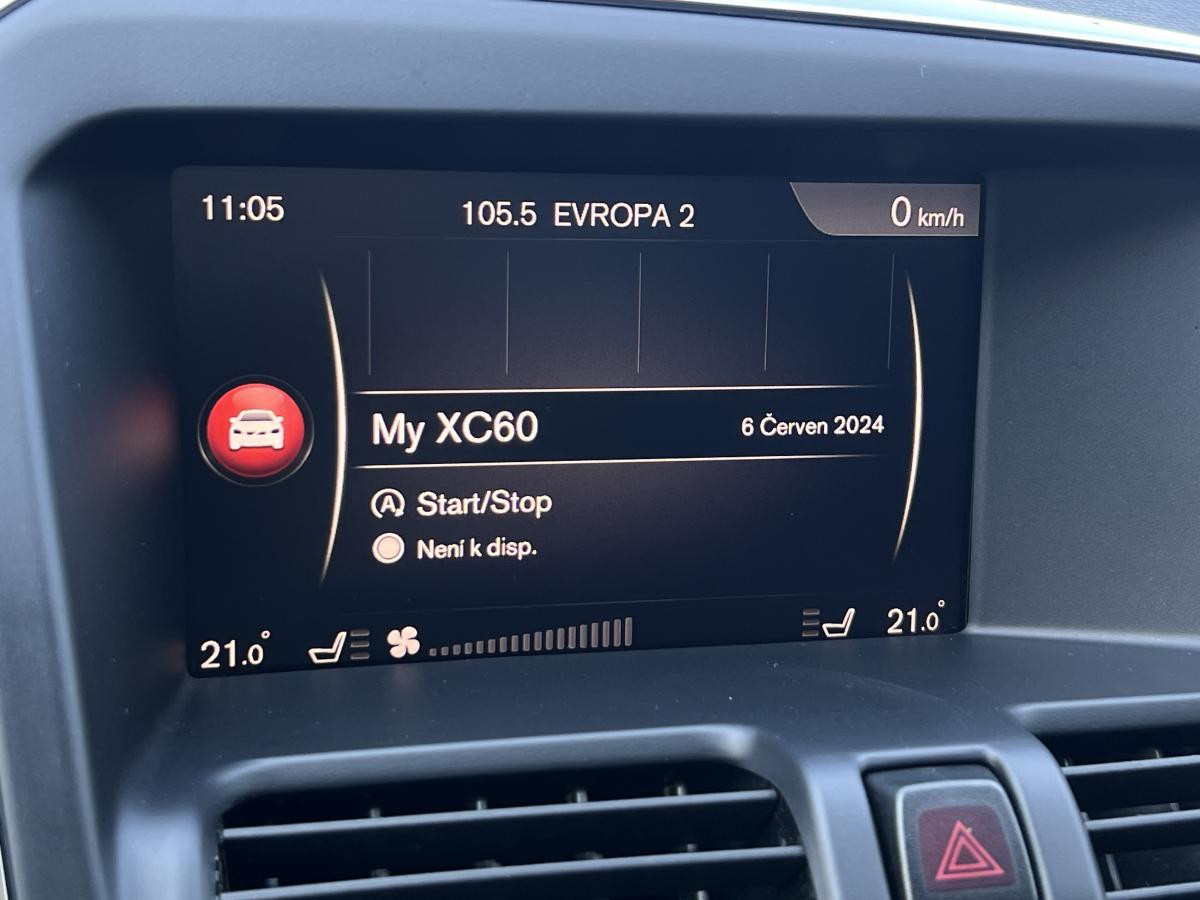 11:05 105.5 EVROPA 2 0 km/h
My XC60 6 Červen 2024
A Start/Stop
Není k disp.
21.0° 21.0°